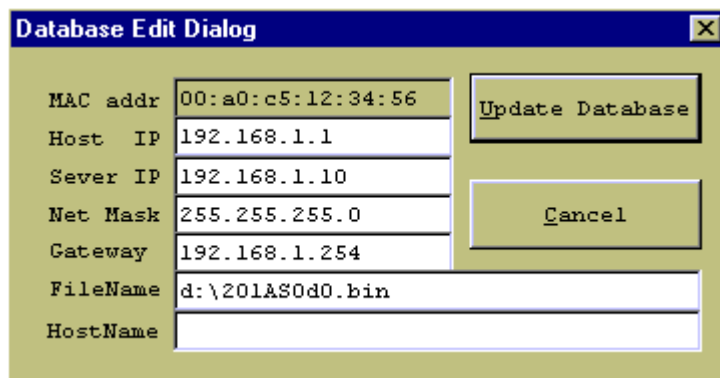 Database Edit Dialog
MAC addr 00:a0:c5:12:34:56
Update Database
Host IP 192.168.1.1
Sever IP 192.168.1.10
Net Mask 255.255.255.0
Cancel
Gateway 192.168.1.254
FileName d:\201AS0d0.bin
HostName